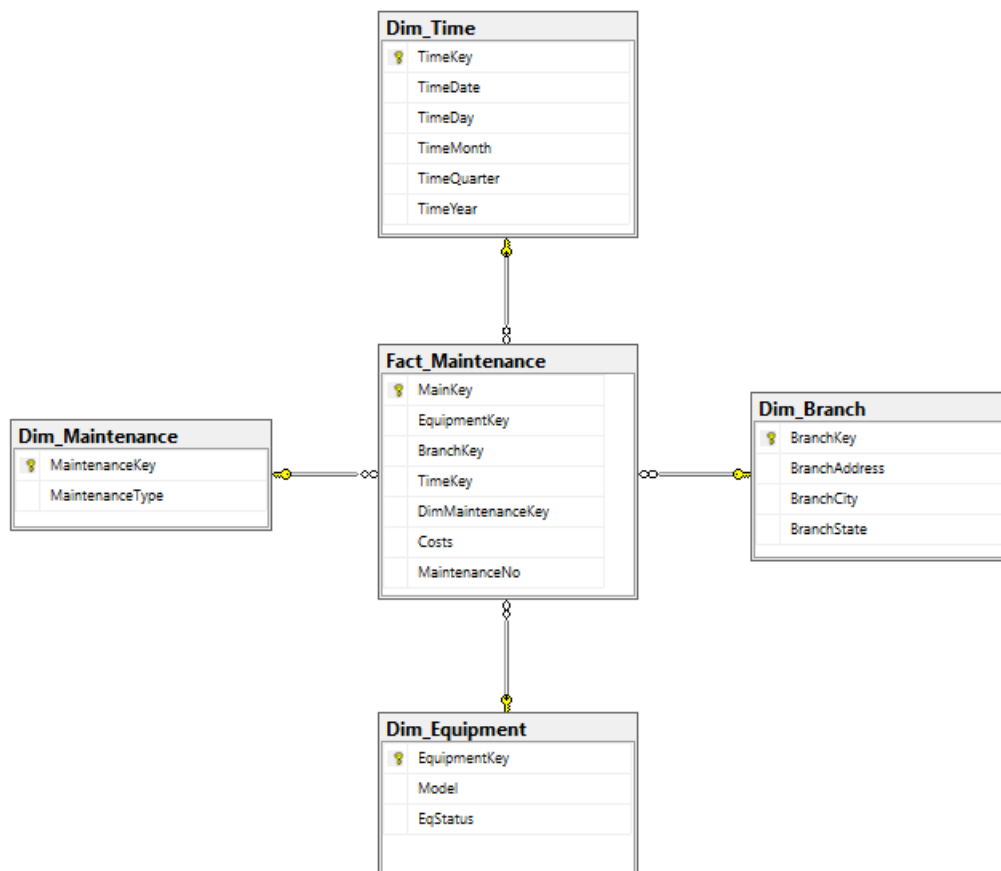 Dim_Time
TimeKey
TimeDate
TimeDay
TimeMonth
TimeQuarter
TimeYear
Fact_Maintenance
MainKey
EquipmentKey
BranchKey
TimeKey
DimMaintenanceKey
Costs
MaintenanceNo
Dim_Maintenance
MaintenanceKey
MaintenanceType
Dim_Branch
BranchKey
BranchAddress
BranchCity
BranchState
Dim_Equipment
EquipmentKey
Model
EqStatus